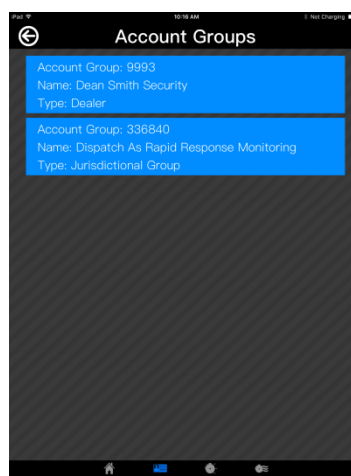 iPad
10:16 AM
Not Charging
Account Groups
Account Group: 9993
Name: Dean Smith Security
Type: Dealer
Account Group: 336840
Name: Dispatch As Rapid Response Monitoring
Type: Jurisdictional Group